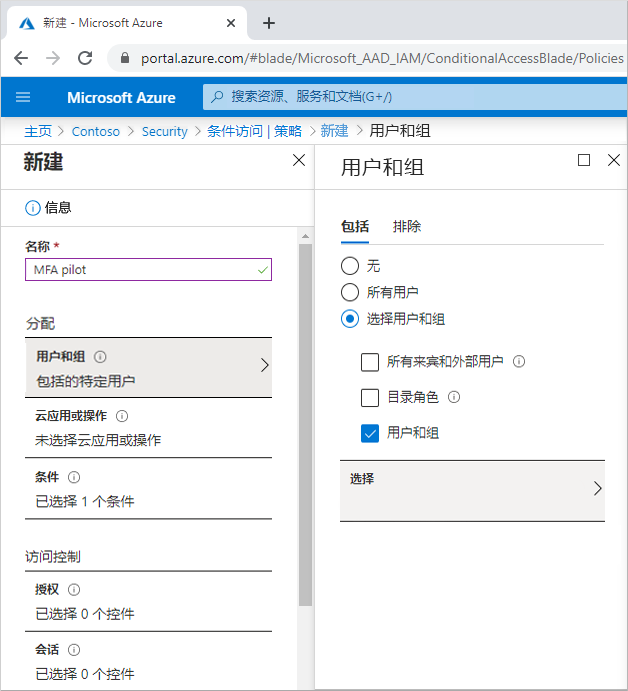 新建 - Microsoft Azure
portal.azure.com/#blade/Microsoft_AAD_IAM/ConditionalAccessBlade/Policies
Microsoft Azure
搜索资源、服务和文档(G+/)
主页 > Contoso > Security > 条件访问 | 策略 > 新建 > 用户和组
新建
信息
名称 *
MFA pilot
分配
用户和组
包括的特定用户
云应用或操作
未选择云应用或操作
条件
已选择 1 个条件
访问控制
授权
已选择 0 个控件
会话
已选择 0 个控件
用户和组
包括 排除
无
所有用户
选择用户和组
所有来宾和外部用户
目录角色
用户和组
选择